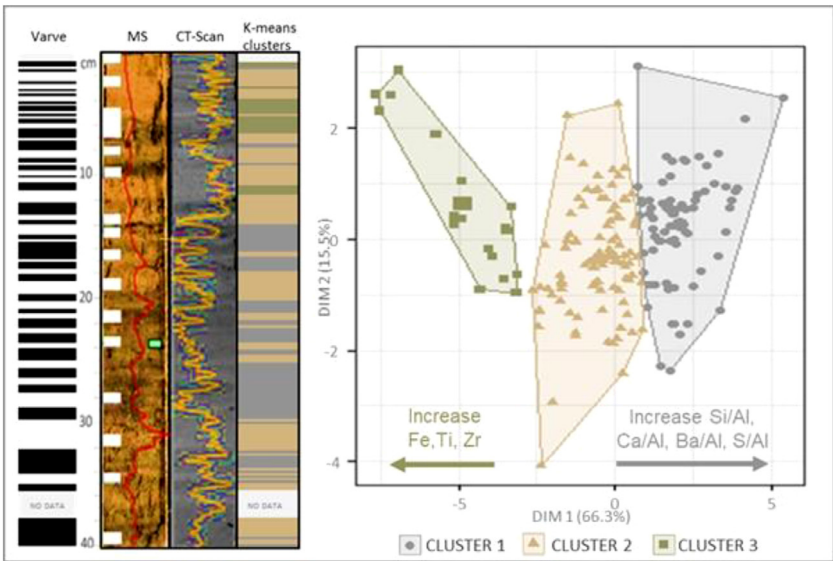 Varve
MS
CT-Scan
K-means
clusters
cm
10
20
30
40
NO DATA
NO DATA
2
0
-2
-4
DIM 2 (15.5%)
Increase
Fe,Ti, Zr
Increase Si/Al,
Ca/Al, Ba/Al, S/Al
-5
0
5
DIM 1 (66.3%)
CLUSTER 1
CLUSTER 2
CLUSTER 3